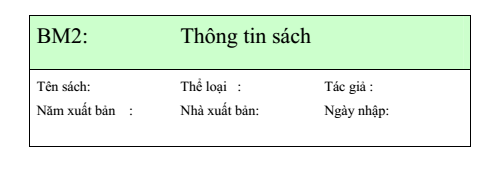 BM2: Thông tin sách
Tên sách: Thể loại : Tác giả :
Năm xuất bản : Nhà xuất bản: Ngày nhập: